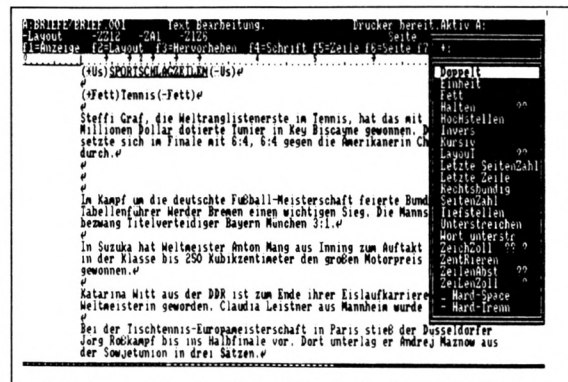 A:BRIEFE/BRIEF.001 Text Bearbeitung. Drucker bereit.Aktiv A:
-Layout -ZZ12 -ZA1 -Z126 Seite
f1=Anzeige f2=Layout f3=Hervorheben f4=Schrift f5=Zeile f6=Seite f7
+:
(+Us)SPORTSCHLAGZEILEN(-Us)↵
↵
(+Fett)Tennis(-Fett)↵
↵
Steffi Graf, die Weltranglistenerste im Tennis, hat das mit
Millionen Dollar dotierte Turnier in Key Biscayne gewonnen. D
setzte sich im Finale mit 6:4, 6:4 gegen die Amerikanerin Ch
durch.↵
↵
↵
↵
Im Kampf um die deutschte Fußball-Meisterschaft feierte Bund
Tabellenführer Werder Bremen einen wichtigen Sieg. Die Manns
bezwang Titelverteidiger Bayern München 3:1.↵
↵
In Suzuka hat Weltmeister Anton Mang aus Inning zum Auftakt
in der Klasse bis 250 Kubikzentimeter den großen Motorpreis
gewonnen.↵
↵
Katarina Witt aus der DDR ist zum Ende ihrer Eislaufkarriere
Weltmeisterin geworden. Claudia Leistner aus Mannheim wurde
↵
Bei der Tischtennis-Europameisterschaft in Paris stieß der Düsseldorfer
Jörg Roßkampf bis ins Halbfinale vor. Dort unterlag er Andrej Maznow aus
der Sowjetunion in drei Sätzen.↵
Doppelt
Einheit
Fett
Halten ??
HocHstellen
Invers
Kursiv
LayouT ??
Letzte SeitenZahl
Letzte Zeile
Rechtsbündig
SeitenZahl
Tiefstellen
Unterstreichen
Wort unterstr
ZeichZoll ?? ?
ZentRieren
ZeilenAbst ??
ZeiLenZoll ^
_ Hard-Space
- Hard-Trenn